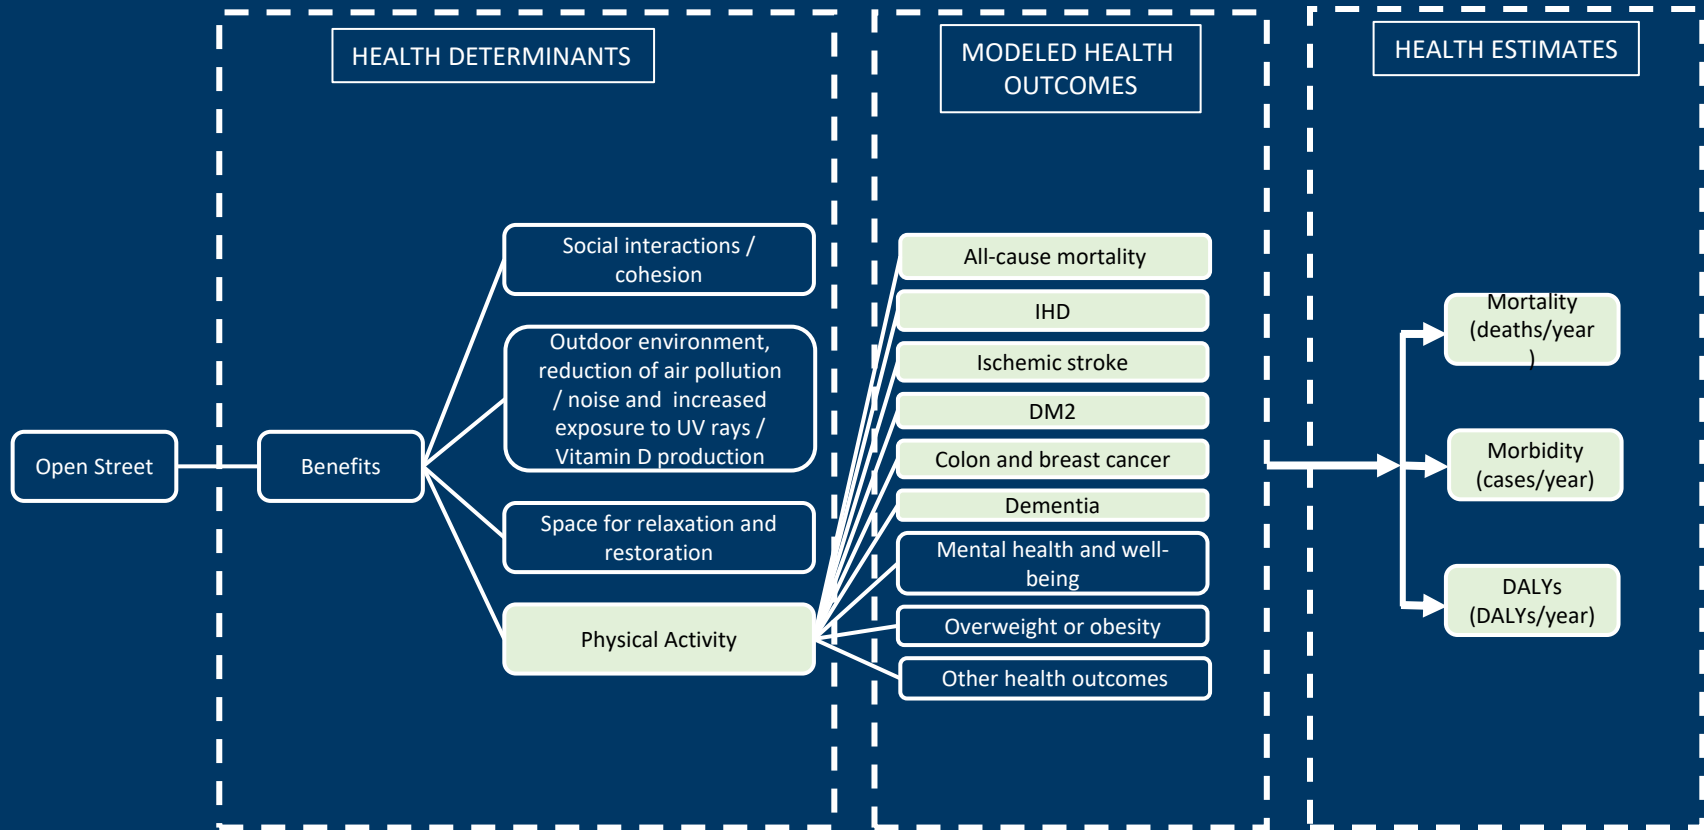 HEALTH DETERMINANTS
MODELED HEALTH
OUTCOMES
HEALTH ESTIMATES
Open Street
Benefits
Social interactions /
cohesion
Outdoor environment,
reduction of air pollution
/ noise and  increased
exposure to UV rays /
Vitamin D production
Space for relaxation and
restoration
Physical Activity
All-cause mortality
IHD
Ischemic stroke
DM2
Colon and breast cancer
Dementia
Mental health and well-
being
Overweight or obesity
Other health outcomes
Mortality
(deaths/year
)
Morbidity
(cases/year)
DALYs
(DALYs/year)